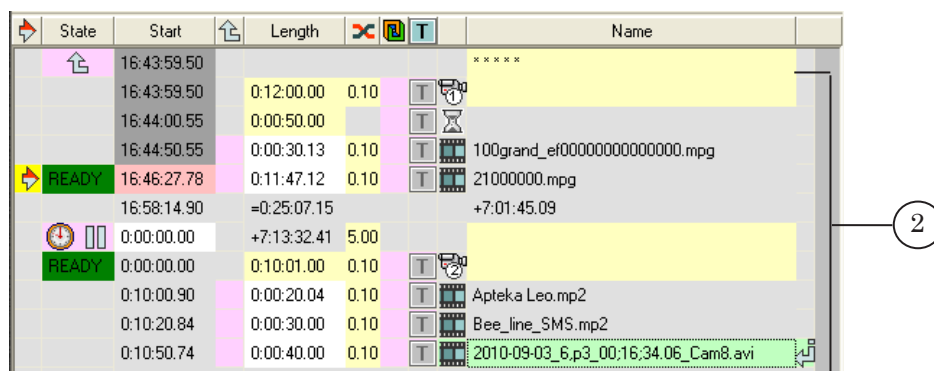 State Start Length T Name
16:43:59.50 * * * * *
16:43:59.50 0:12:00.00 0.10 T 1
16:44:00.55 0:00:50.00 T
16:44:50.55 0:00:30.13 0.10 T 100grand_ef00000000000000.mpg
READY 16:46:27.78 0:11:47.12 0.10 T 21000000.mpg
16:58:14.90 =0:25:07.15 +7:01:45.09
0:00:00.00 +7:13:32.41 5.00
READY 0:00:00.00 0:10:01.00 0.10 T 2
0:10:00.90 0:00:20.04 0.10 T Apteka Leo.mp2
0:10:20.84 0:00:30.00 0.10 T Bee_line_SMS.mp2
0:10:50.74 0:00:40.00 0.10 T 2010-09-03_6,p3_00;16;34.06_Cam8.avi
2